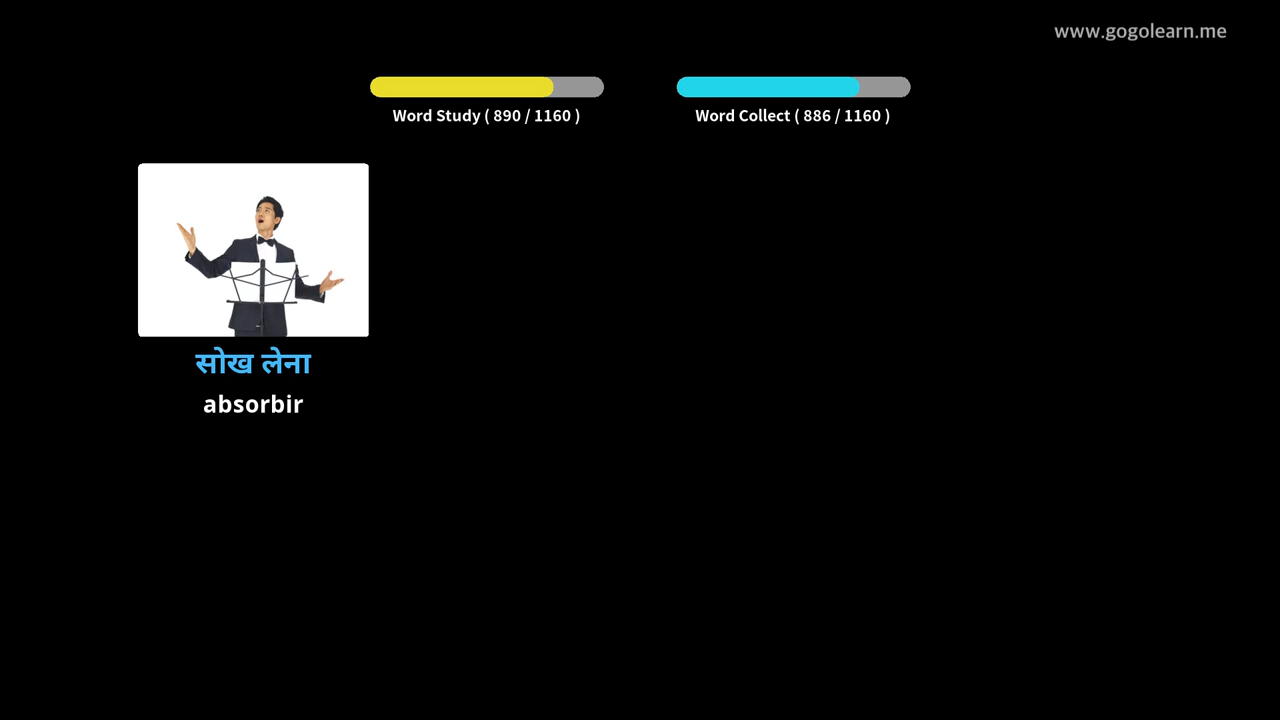 www.gogolearn.me
Word Study ( 890 / 1160 )
Word Collect ( 886 / 1160 )
सोख लेना
absorbir